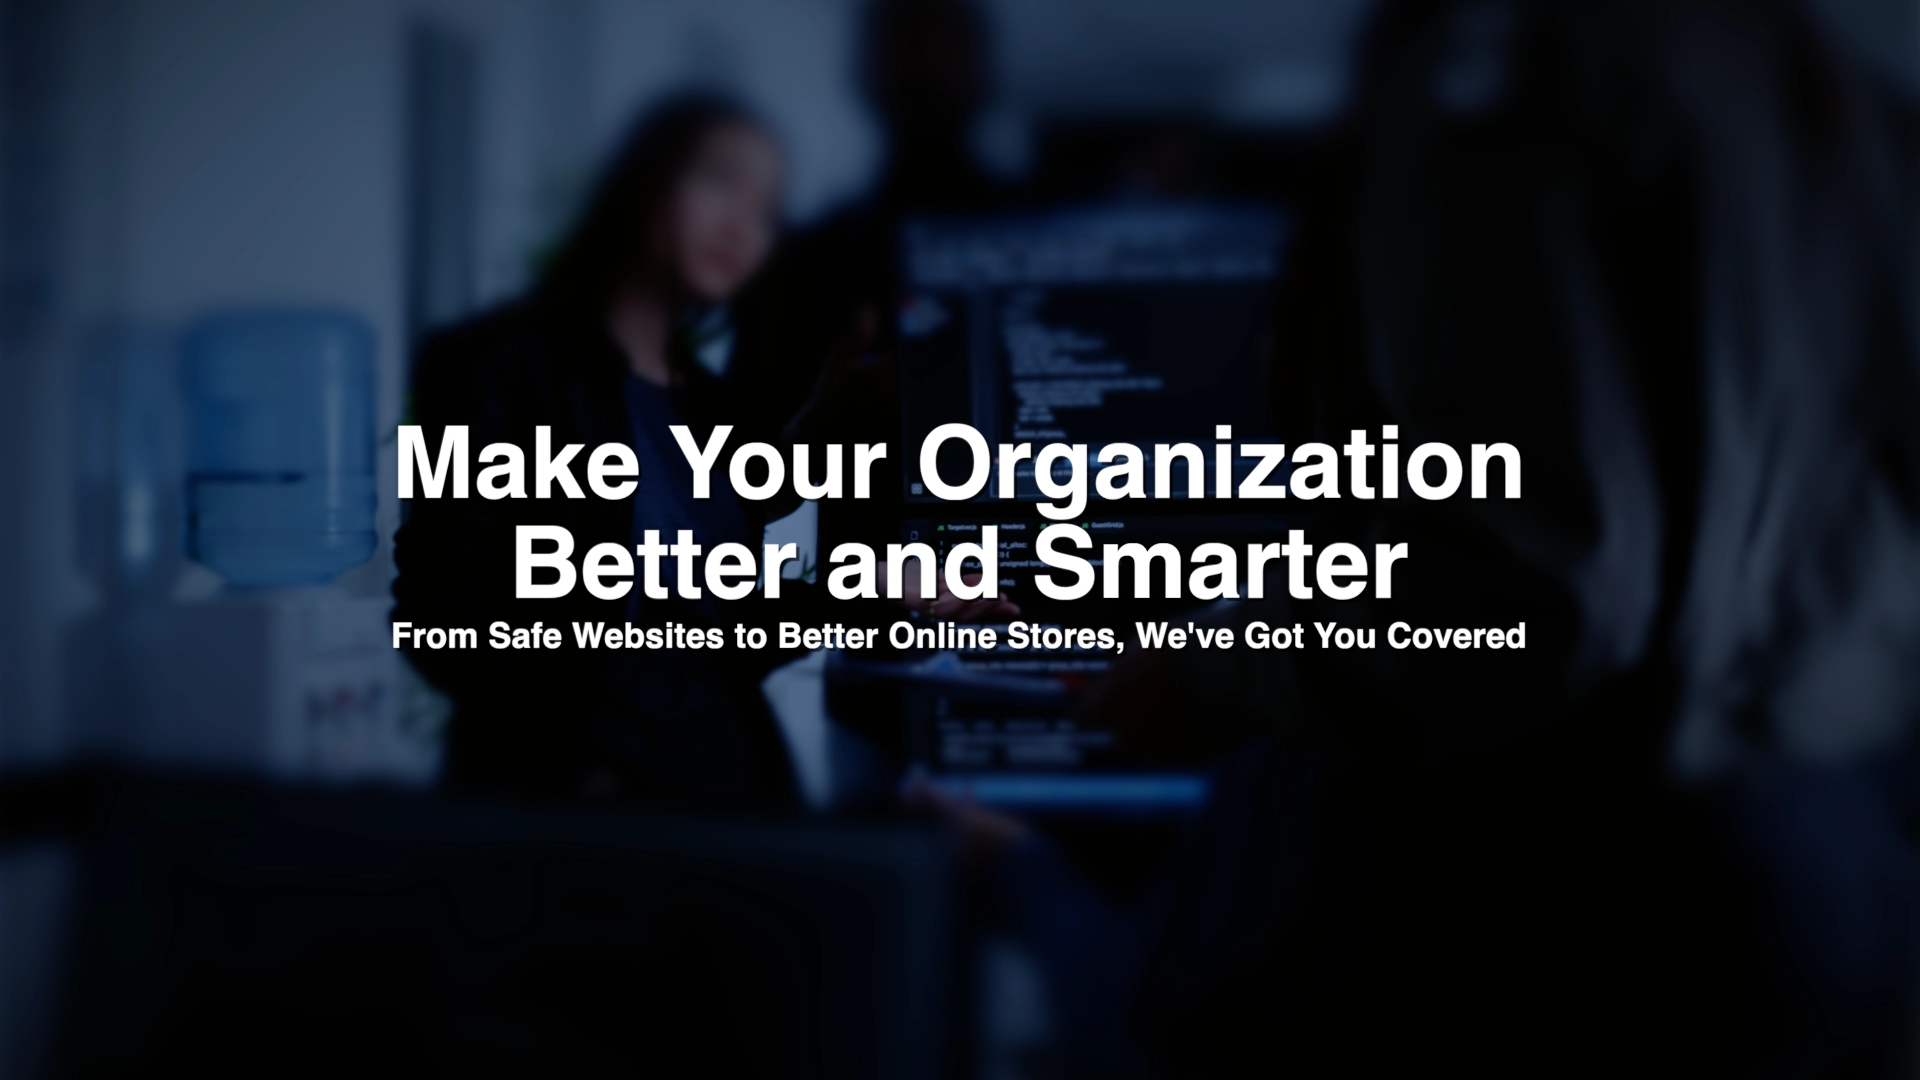 Make Your Organization
Better and Smarter
From Safe Websites to Better Online Stores, We've Got You Covered